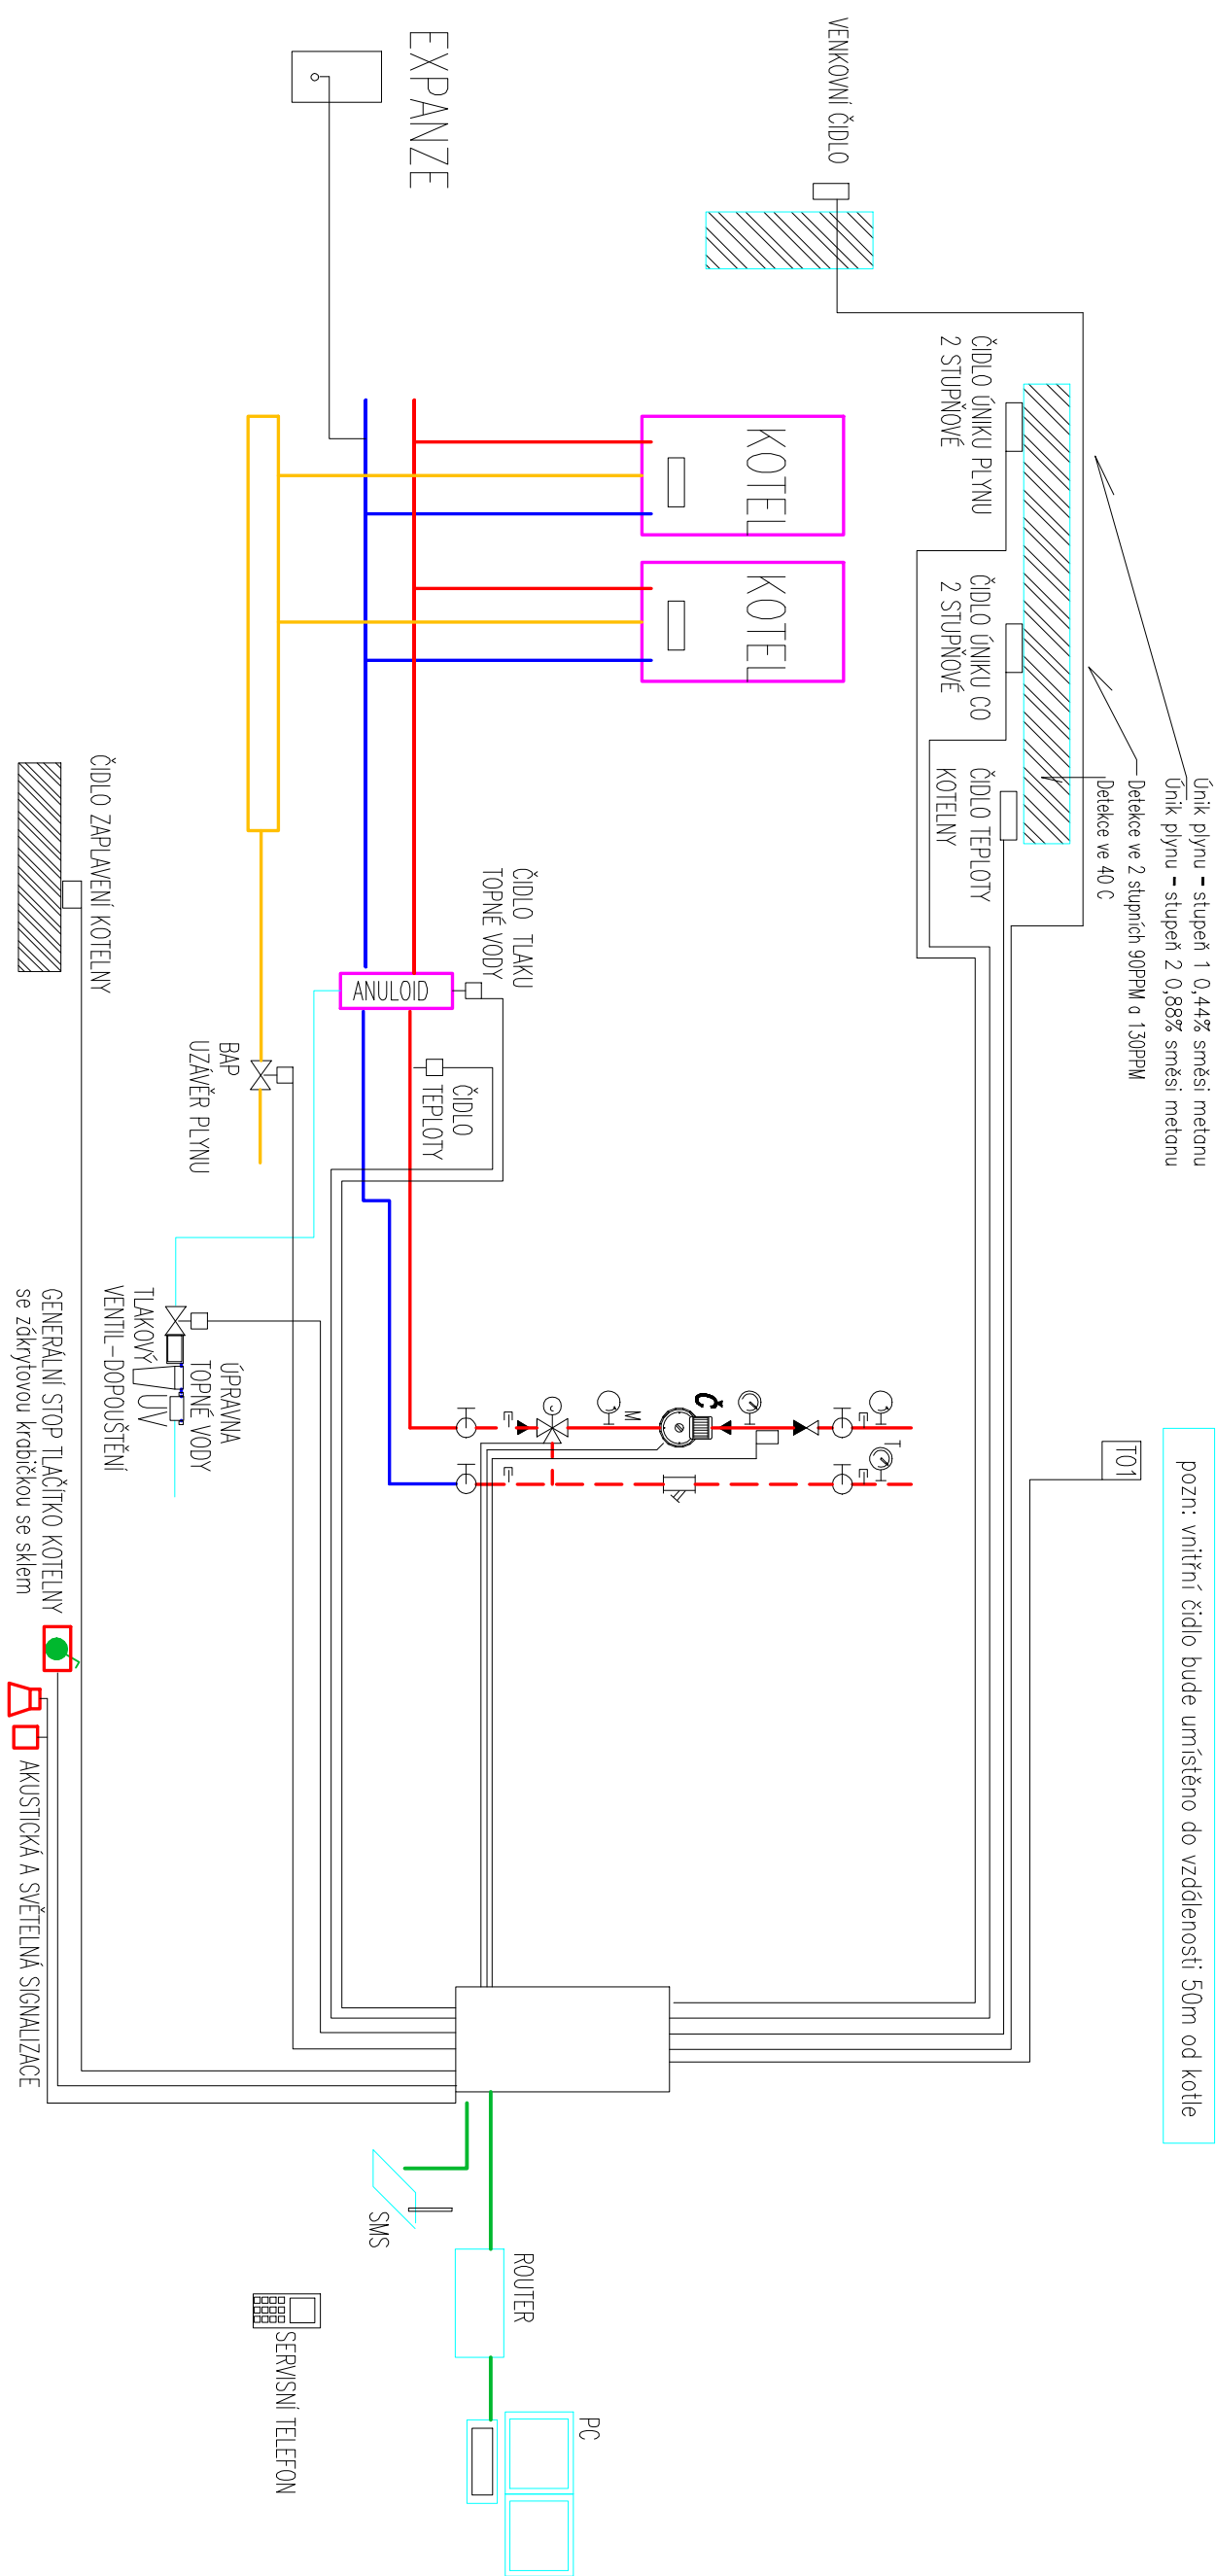 pozn: vnitřní čidlo bude umístěno do vzdálenosti 50m od kotle
Únik plynu - stupeň 1 0,44% směsi metanu
Únik plynu - stupeň 2 0,88% směsi metanu
Detekce ve 2 stupních 90PPM a 130PPM
Detekce ve 40 C
T01
VENKOVNÍ ČIDLO
ČIDLO ÚNIKU PLYNU
2 STUPŇOVÉ
ČIDLO ÚNIKU CO
2 STUPŇOVÉ
ČIDLO TEPLOTY
KOTELNY
KOTEL
KOTEL
EXPANZE
ČIDLO TLAKU
TOPNÉ VODY
ANULOID
ČIDLO
TEPLOTY
T
M
Č
BAP
UZÁVĚR PLYNU
ÚPRAVNA
TOPNÉ VODY
ÚV
TLAKOVÝ
VENTIL-DOPOUŠTĚNÍ
ČIDLO ZAPLAVENÍ KOTELNY
GENERÁLNÍ STOP TLAČÍTKO KOTELNY
se zákrytovou krabičkou se sklem
AKUSTICKÁ A SVĚTELNÁ SIGNALIZACE
SMS
ROUTER
PC
SERVISNÍ TELEFON